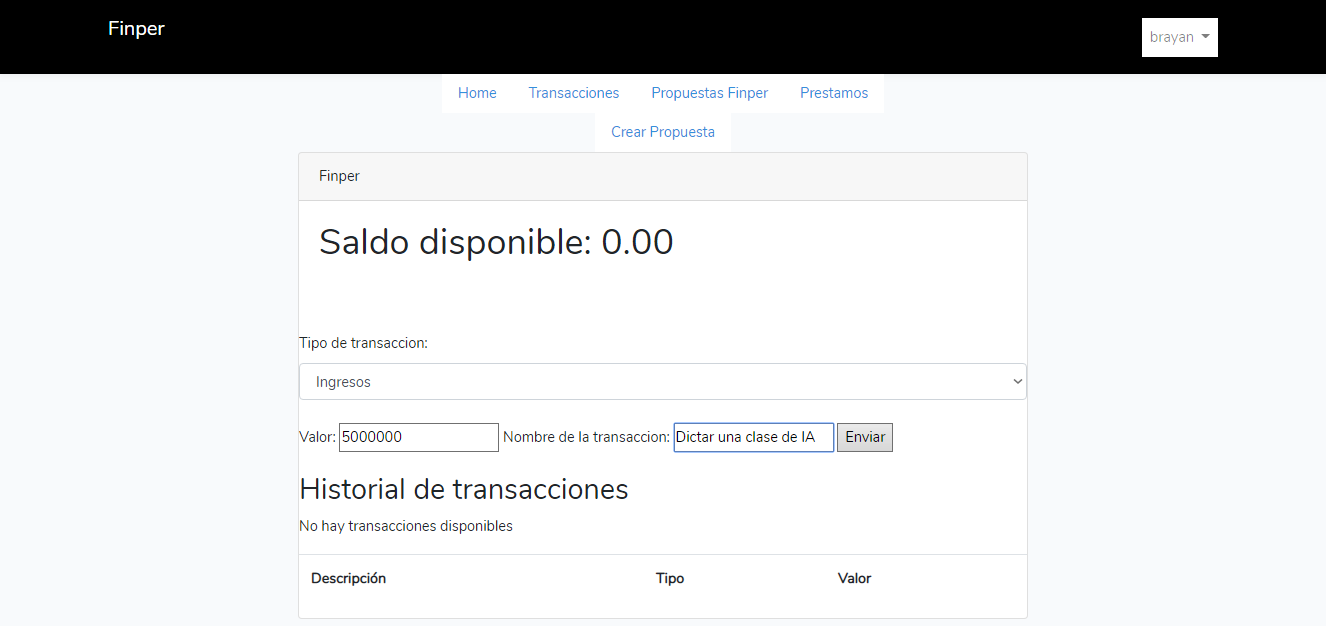 Finper
brayan
Home Transacciones Propuestas Finper Prestamos
Crear Propuesta
Finper
Saldo disponible: 0.00
Tipo de transaccion:
Ingresos
Valor: 5000000 Nombre de la transaccion: Dictar una clase de IA Enviar
Historial de transacciones
No hay transacciones disponibles
Descripción Tipo Valor